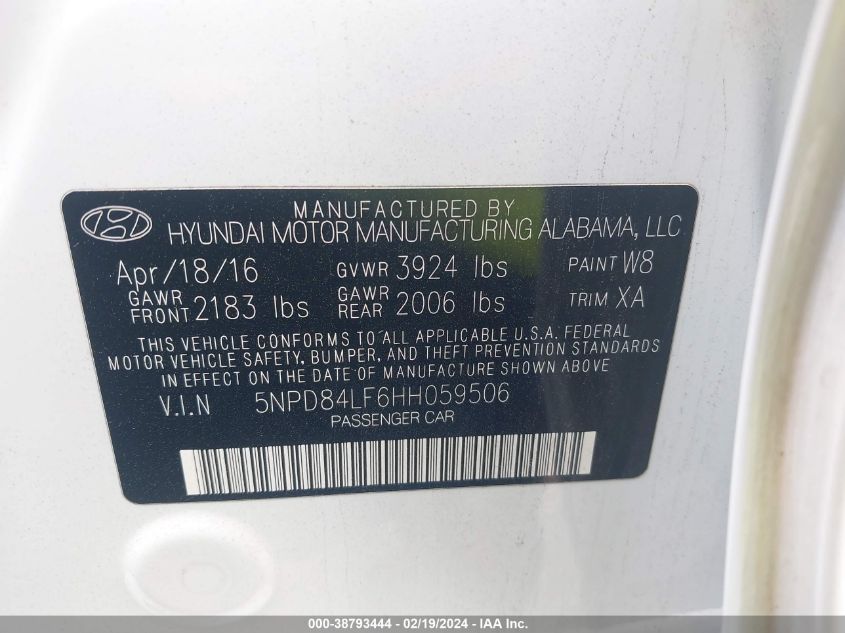 MANUFACTURED BY
HYUNDAI MOTOR MANUFACTURING ALABAMA, LLC
Apr/18/16 GVWR 3924 lbs PAINT W8
GAWR FRONT 2183 lbs GAWR REAR 2006 lbs TRIM XA
THIS VEHICLE CONFORMS TO ALL APPLICABLE U.S.A. FEDERAL
MOTOR VEHICLE SAFETY, BUMPER, AND THEFT PREVENTION STANDARDS
IN EFFECT ON THE DATE OF MANUFACTURE SHOWN ABOVE
V.I.N 5NPD84LF6HH059506
PASSENGER CAR
000-38793444 - 02/19/2024 - IAA Inc.